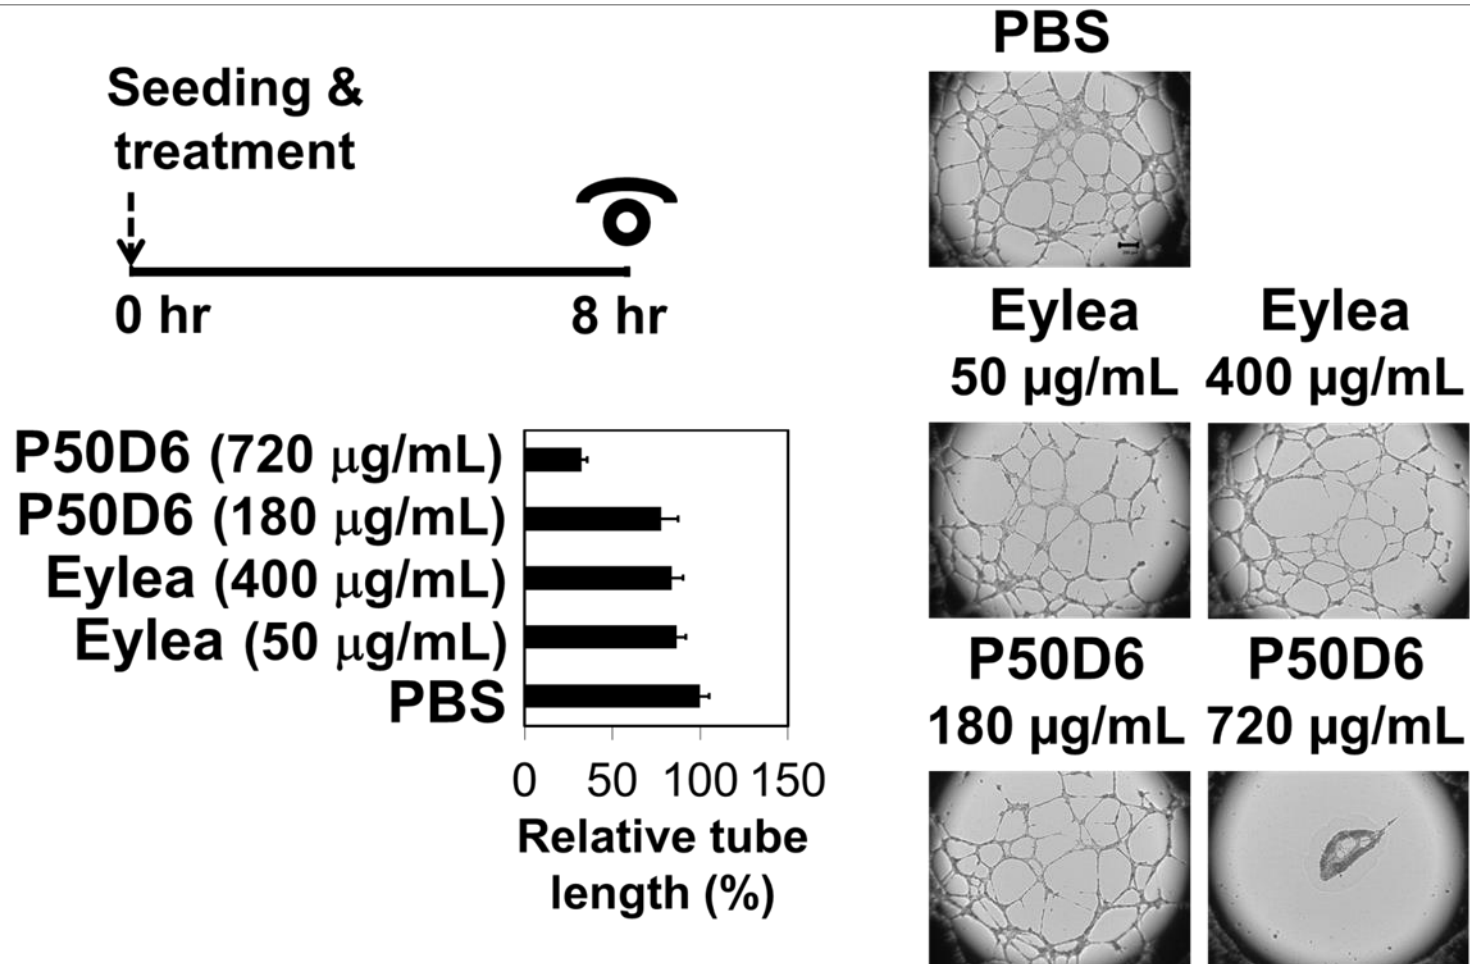 Seeding &
treatment
0 hr
8 hr
P50D6 (720 μg/mL)
P50D6 (180 μg/mL)
Eylea (400 μg/mL)
Eylea (50 μg/mL)
PBS
0 50 100 150
Relative tube
length (%)
PBS
Eylea
50 μg/mL
Eylea
400 μg/mL
P50D6
180 μg/mL
P50D6
720 μg/mL